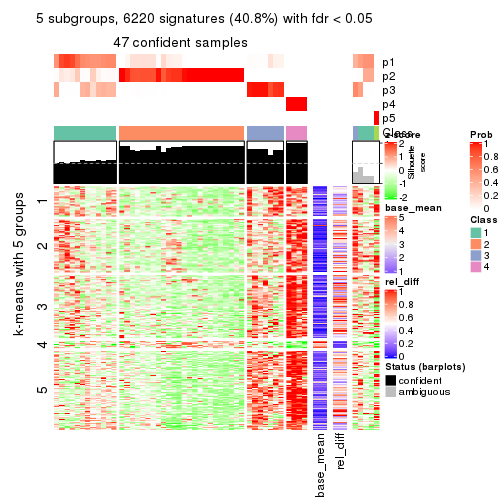 5 subgroups, 6220 signatures (40.8%) with fdr < 0.05
47 confident samples
p1
p2
p3
p4
p5
Class
z-score
2
1
0
-1
-2
Silhouette
score
Prob
1
0.8
0.6
0.4
0.2
0
Class
1
2
3
4
base_mean
5
4
3
2
1
rel_diff
1
0.8
0.6
0.4
0.2
0
Status (barplots)
confident
ambiguous
k-means with 5 groups
1
2
3
4
5
base_mean
rel_diff